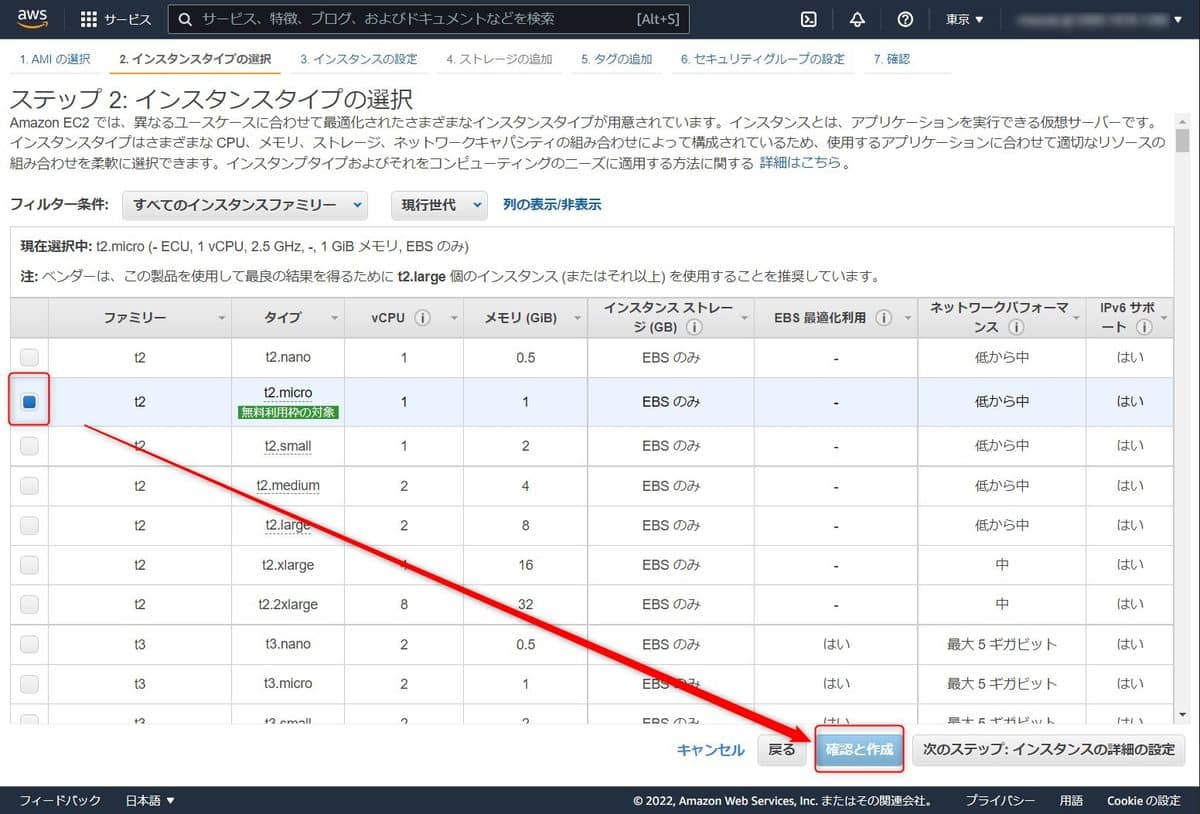 aws サービス サービス、特徴、ブログ、およびドキュメントなどを検索 [Alt+S] 東京
1. AMI の選択 2. インスタンスタイプの選択 3. インスタンスの設定 4. ストレージの追加 5. タグの追加 6. セキュリティグループの設定 7. 確認
ステップ 2: インスタンスタイプの選択
Amazon EC2 では、異なるユースケースに合わせて最適化されたさまざまなインスタンスタイプが用意されています。インスタンスとは、アプリケーションを実行できる仮想サーバーです。
インスタンスタイプはさまざまな CPU、メモリ、ストレージ、ネットワークキャパシティの組み合わせによって構成されているため、使用するアプリケーションに合わせて適切なリソースの
組み合わせを柔軟に選択できます。インスタンプタイプおよびそれをコンピューティングのニーズに適用する方法に関する 詳細はこちら。
フィルター条件: すべてのインスタンスファミリー 現行世代 列の表示/非表示
現在選択中: t2.micro (- ECU, 1 vCPU, 2.5 GHz, -, 1 GiB メモリ, EBS のみ)
注: ベンダーは、この製品を使用して最良の結果を得るために t2.large 個のインスタンス (またはそれ以上) を使用することを推奨しています。
ファミリー タイプ vCPU メモリ (GiB) インスタンス ストレージ (GB) EBS 最適化利用 ネットワークパフォーマンス IPv6 サポート
t2 t2.nano 1 0.5 EBS のみ - 低から中 はい
t2 t2.micro 無料利用枠の対象 1 1 EBS のみ - 低から中 はい
t2 t2.small 1 2 EBS のみ - 低から中 はい
t2 t2.medium 2 4 EBS のみ - 低から中 はい
t2 t2.large 2 8 EBS のみ - 低から中 はい
t2 t2.xlarge 16 EBS のみ - 中 はい
t2 t2.2xlarge 8 32 EBS のみ - 中 はい
t3 t3.nano 2 0.5 EBS のみ はい 最大 5 ギガビット はい
t3 t3.micro 2 1 EBS のみ はい 最大 5 ギガビット はい
t3 t3.small 2 2 EBS のみ はい 最大 5 ギガビット はい
キャンセル 戻る 確認と作成 次のステップ: インスタンスの詳細の設定
フィードバック 日本語 © 2022, Amazon Web Services, Inc. またはその関連会社。 プライバシー 用語 Cookie の設定